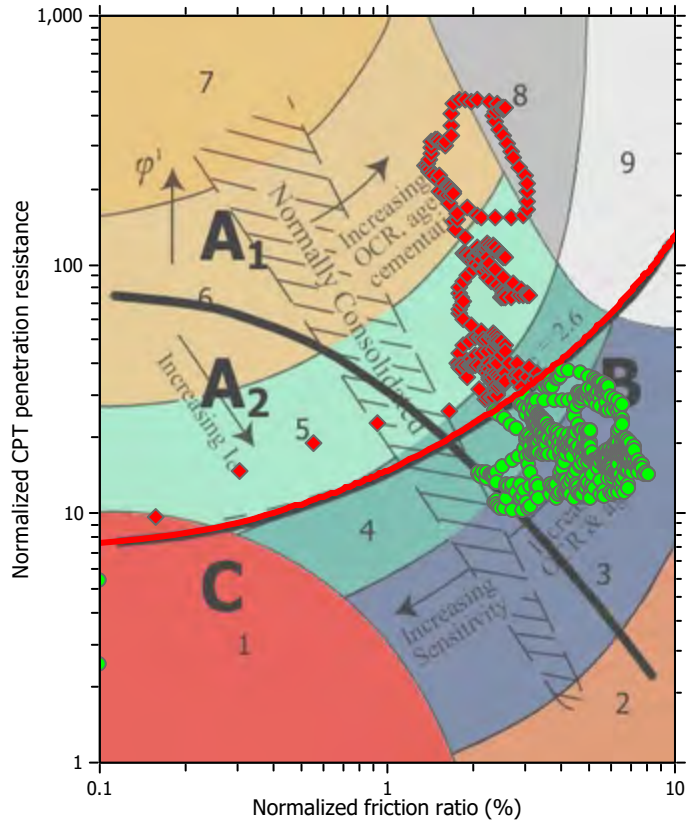 1,000
100
10
1
Normalized CPT penetration resistance
0.1
1
10
Normalized friction ratio (%)
7
8
9
φ'
A1
Normally Consolidated
Increasing
OCR, age
cementation
6
A2
Increasing
5
= 2.6
B
4
C
1
Increasing
Sensitivity
3
2